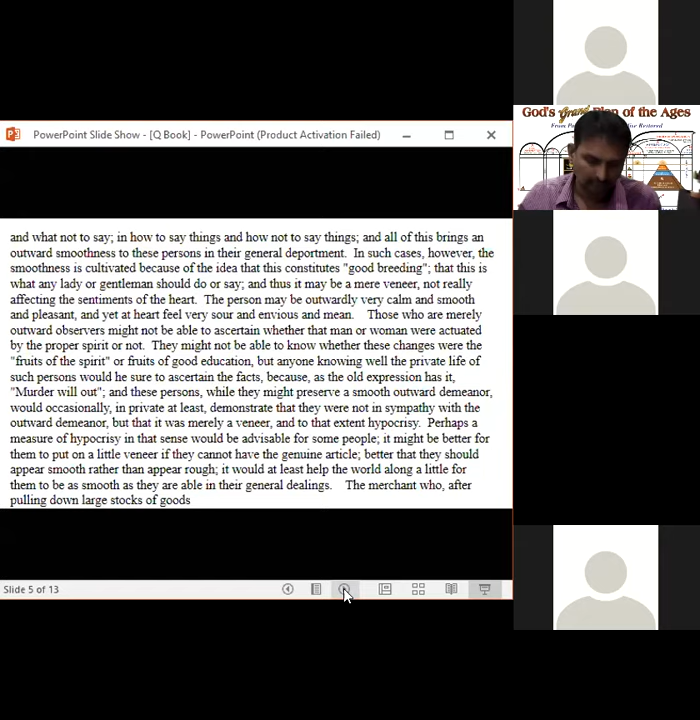 God's Grand Plan of the Ages
PowerPoint Slide Show - [Q Book] - PowerPoint (Product Activation Failed)
and what not to say; in how to say things and how not to say things; and all of this brings an
outward smoothness to these persons in their general deportment. In such cases, however, the
smoothness is cultivated because of the idea that this constitutes "good breeding"; that this is
what any lady or gentleman should do or say; and thus it may be a mere veneer, not really
affecting the sentiments of the heart. The person may be outwardly very calm and smooth
and pleasant, and yet at heart feel very sour and envious and mean. Those who are merely
outward observers might not be able to ascertain whether that man or woman were actuated
by the proper spirit or not. They might not be able to know whether these changes were the
"fruits of the spirit" or fruits of good education, but anyone knowing well the private life of
such persons would he sure to ascertain the facts, because, as the old expression has it,
"Murder will out"; and these persons, while they might preserve a smooth outward demeanor,
would occasionally, in private at least, demonstrate that they were not in sympathy with the
outward demeanor, but that it was merely a veneer, and to that extent hypocrisy. Perhaps a
measure of hypocrisy in that sense would be advisable for some people; it might be better for
them to put on a little veneer if they cannot have the genuine article; better that they should
appear smooth rather than appear rough; it would at least help the world along a little for
them to be as smooth as they are able in their general dealings. The merchant who, after
pulling down large stocks of goods
Slide 5 of 13